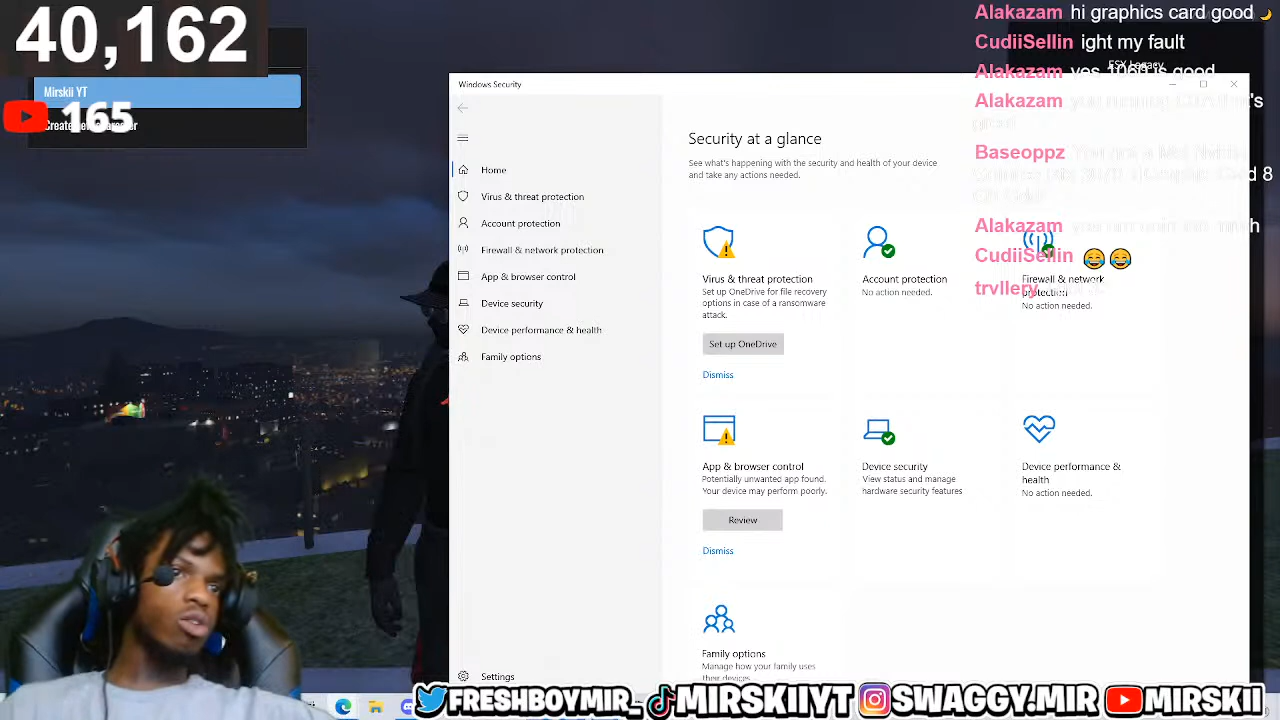 40,162
Mirskii YT
165
Alakazam hi graphics card good 🌙
CudiiSellin ight my fault
Alakazam yes 1060 is good
ESX Legacy
Alakazam
Baseoppz
Alakazam
CudiiSellin 😂😂
trvllery
Windows Security
Home
Virus & threat protection
Account protection
Firewall & network protection
App & browser control
Device security
Device performance & health
Family options
Settings
Security at a glance
See what's happening with the security and health of your device
and take any actions needed.
Virus & threat protection
Set up OneDrive for file recovery
options in case of a ransomware
attack.
Set up OneDrive
Dismiss
Account protection
No action needed.
Firewall & network
protection
No action needed.
App & browser control
Potentially unwanted app found.
Your device may perform poorly.
Review
Dismiss
Device security
View status and manage
hardware security features
Device performance &
health
No action needed.
Family options
Manage how your family uses
their devices.
FRESHBOYMIR_
MIRSKIIYT
SWAGGY.MIR
MIRSKII